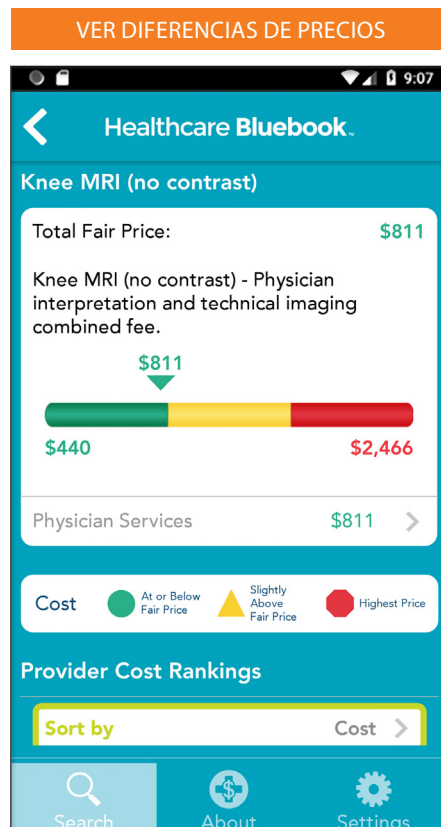 VER DIFERENCIAS DE PRECIOS
9:07
Healthcare Bluebook™
Knee MRI (no contrast)
Total Fair Price: $811
Knee MRI (no contrast) - Physician
interpretation and technical imaging
combined fee.
$811
$440 $2,466
Physician Services $811
Cost
At or Below
Fair Price
Slightly
Above
Fair Price
Highest Price
Provider Cost Rankings
Sort by Cost
Search About Settings